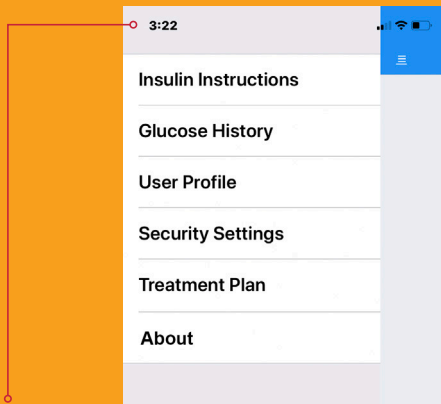 3:22
Insulin Instructions
Glucose History
User Profile
Security Settings
Treatment Plan
About